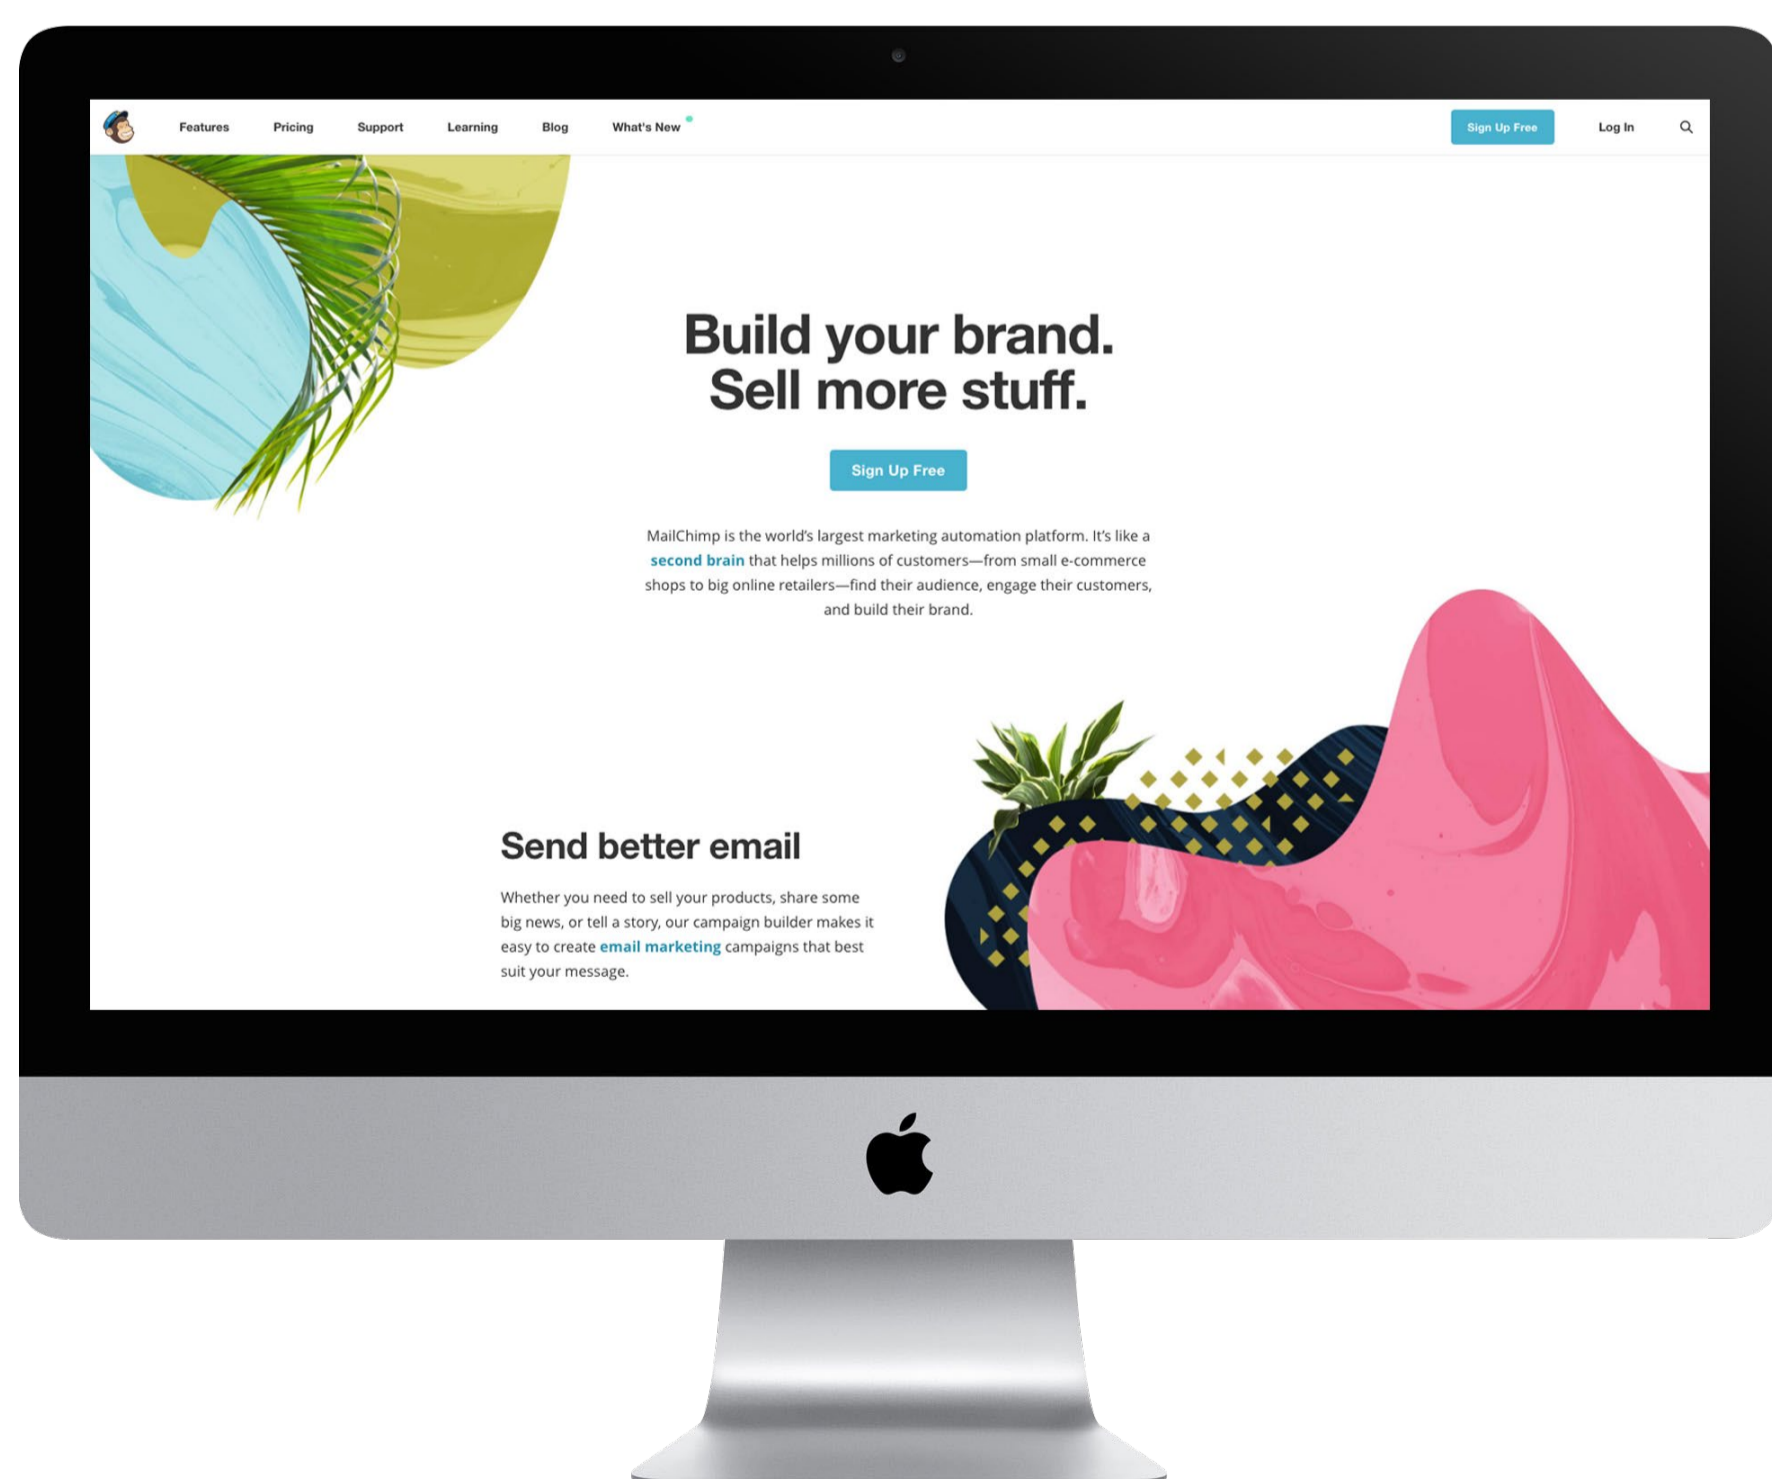 Features Pricing Support Learning Blog What's New Sign Up Free Log In
Build your brand.
Sell more stuff.
Sign Up Free
MailChimp is the world's largest marketing automation platform. It's like a
second brain that helps millions of customers—from small e-commerce
shops to big online retailers—find their audience, engage their customers,
and build their brand.
Send better email
Whether you need to sell your products, share some
big news, or tell a story, our campaign builder makes it
easy to create email marketing campaigns that best
suit your message.